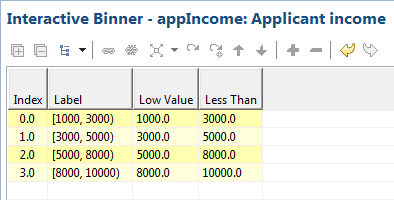 Interactive Binner - appIncome: Applicant income
Index Label Low Value Less Than
0.0 [1000, 3000) 1000.0 3000.0
1.0 [3000, 5000) 3000.0 5000.0
2.0 [5000, 8000) 5000.0 8000.0
3.0 [8000, 10000) 8000.0 10000.0